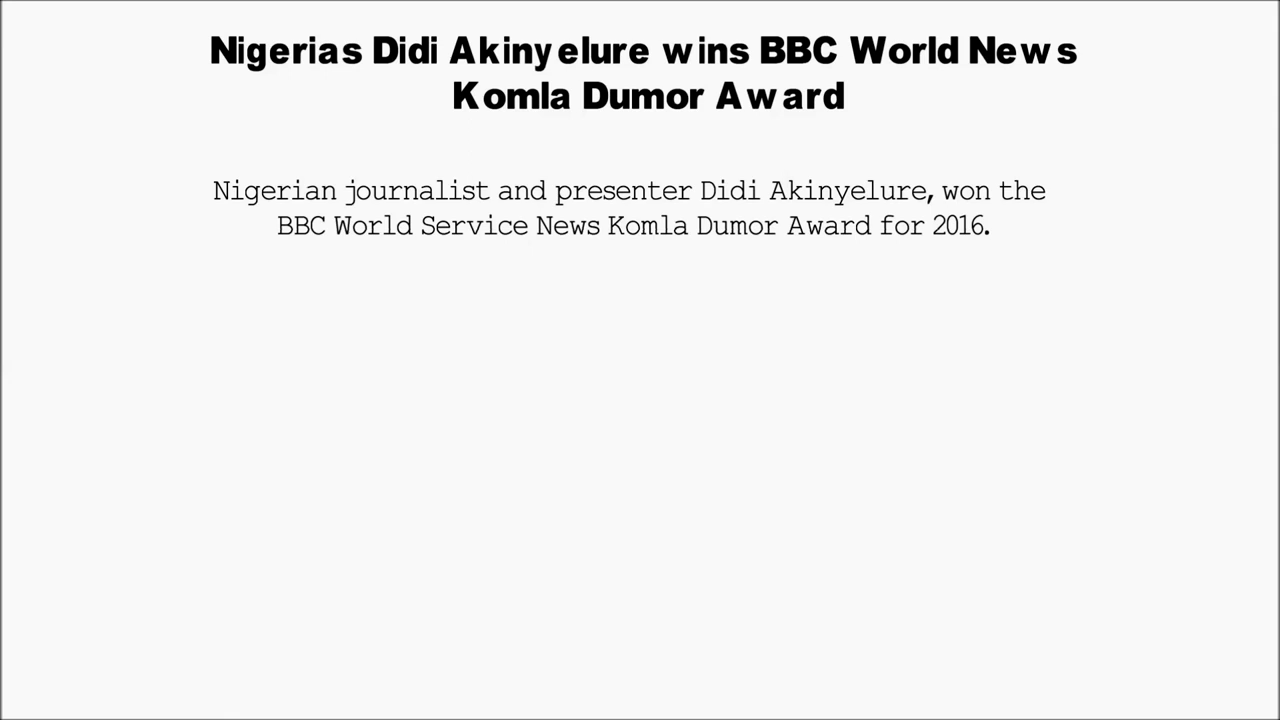 Nigerias Didi Akinyelure wins BBC World News
Komla Dumor Award
Nigerian journalist and presenter Didi Akinyelure, won the
BBC World Service News Komla Dumor Award for 2016.